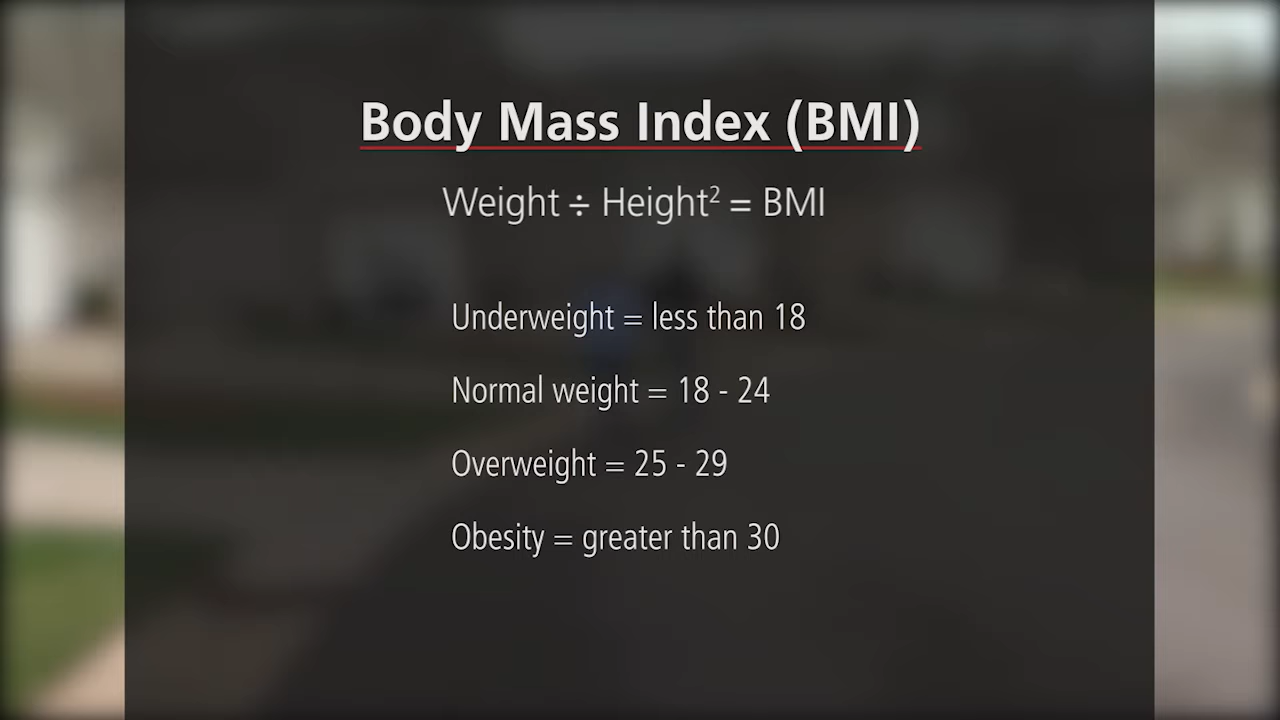 Body Mass Index (BMI)
Weight ÷ Height² = BMI
Underweight = less than 18
Normal weight = 18 - 24
Overweight = 25 - 29
Obesity = greater than 30